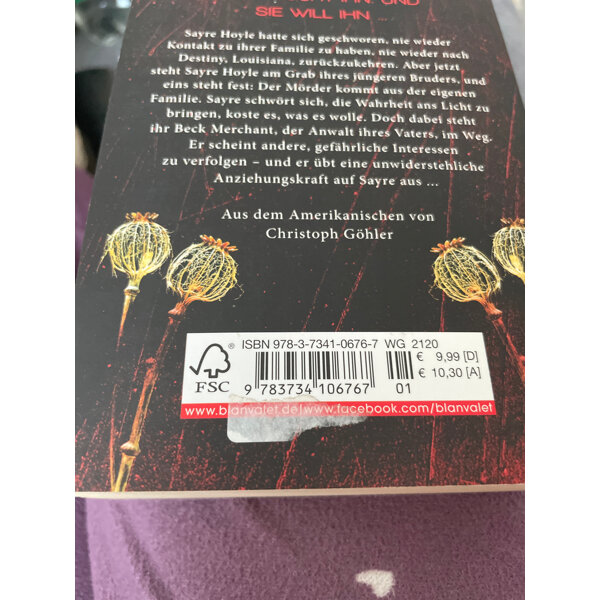 SIE WILL IHN ...
Sayre Hoyle hatte sich geschworen, nie wieder
Kontakt zu ihrer Familie zu haben, nie wieder nach
Destiny, Louisiana, zurückzukehren. Aber jetzt
steht Sayre Hoyle am Grab ihres jüngeren Bruders, und
eins steht fest: Der Mörder kommt aus der eigenen
Familie. Sayre schwört sich, die Wahrheit ans Licht zu
bringen, koste es, was es wolle. Doch dabei steht
ihr Beck Merchant, der Anwalt ihres Vaters, im Weg.
Er scheint andere, gefährliche Interessen
zu verfolgen – und er übt eine unwiderstehliche
Anziehungskraft auf Sayre aus ...
Aus dem Amerikanischen von
Christoph Göhler
ISBN 978-3-7341-0676-7 WG 2120
€ 9,99 [D]
€ 10,30 [A]
FSC
9 783734 106767 01
www.blanvalet.de|www.facebook.com/blanvalet